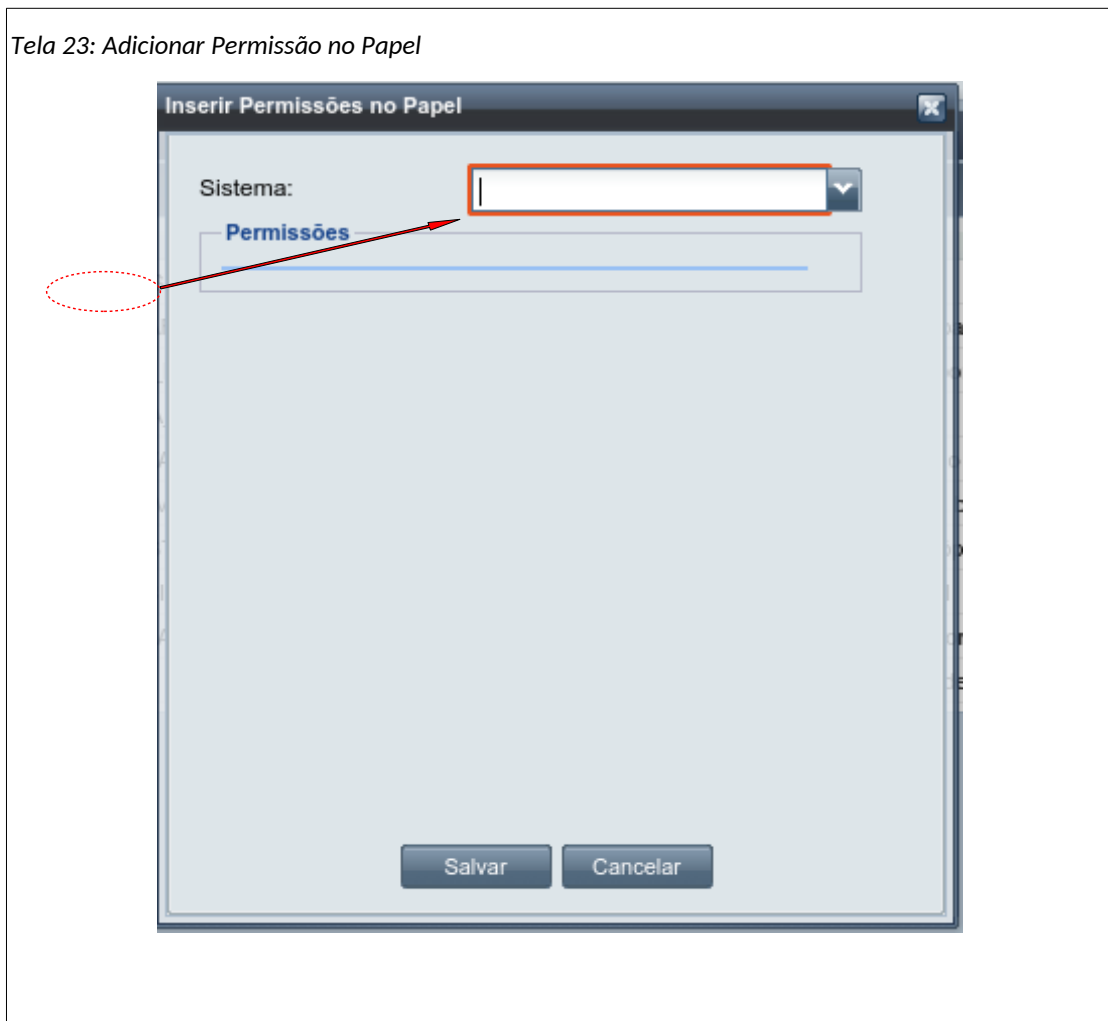 Tela 23: Adicionar Permissão no Papel
Inserir Permissões no Papel
Sistema:
Permissões
Salvar
Cancelar